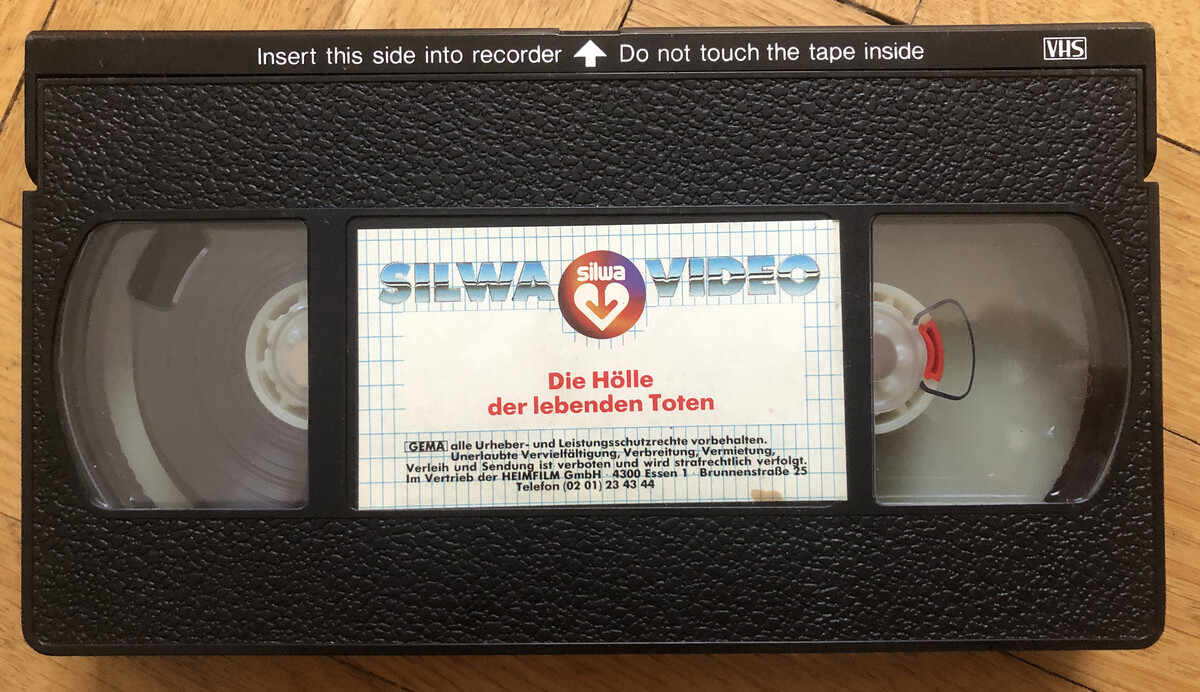 Insert this side into recorder Do not touch the tape inside VHS
SILWA silwa VIDEO
Die Hölle
der lebenden Toten
GEMA alle Urheber- und Leistungsschutzrechte vorbehalten.
Unerlaubte Vervielfältigung, Verbreitung, Vermietung,
Verleih und Sendung ist verboten und wird strafrechtlich verfolgt.
Im Vertrieb der HEIMFILM GmbH · 4300 Essen 1 · Brunnenstraße 25
Telefon (02 01) 23 43 44